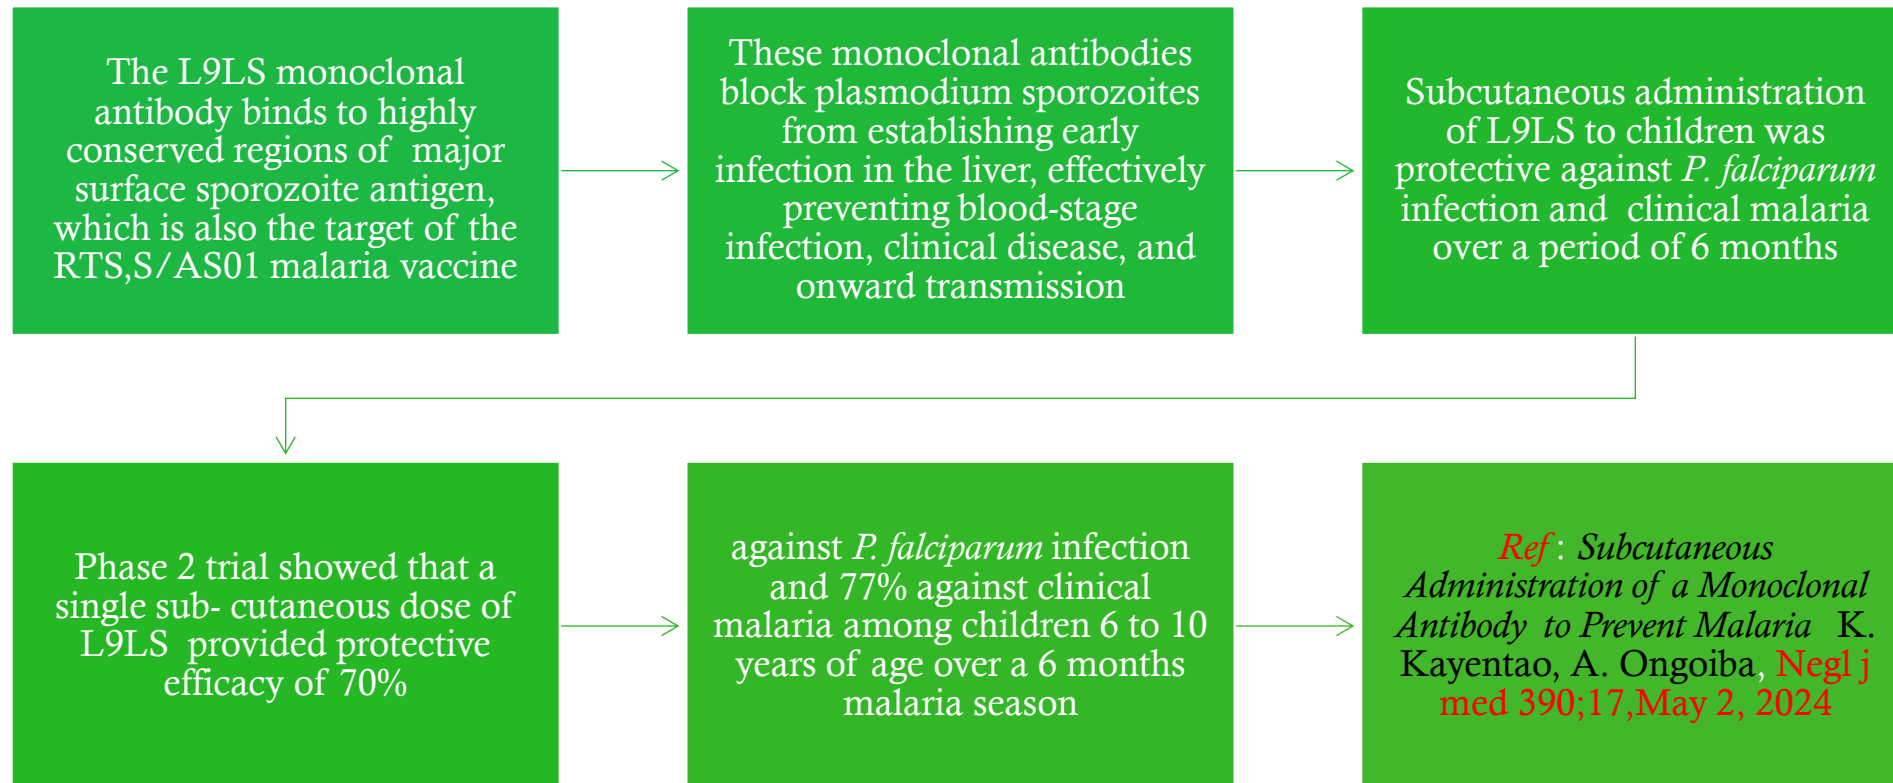 The L9LS monoclonal
antibody binds to highly
conserved regions of major
surface sporozoite antigen,
which is also the target of the
RTS,S/AS01 malaria vaccine
These monoclonal antibodies
block plasmodium sporozoites
from establishing early
infection in the liver, effectively
preventing blood-stage
infection, clinical disease, and
onward transmission
Subcutaneous administration
of L9LS to children was
protective against P. falciparum
infection and clinical malaria
over a period of 6 months
Phase 2 trial showed that a
single sub- cutaneous dose of
L9LS provided protective
efficacy of 70%
against P. falciparum infection
and 77% against clinical
malaria among children 6 to 10
years of age over a 6 months
malaria season
Ref : Subcutaneous
Administration of a Monoclonal
Antibody to Prevent Malaria K.
Kayentao, A. Ongoiba, Negl j
med 390;17,May 2, 2024